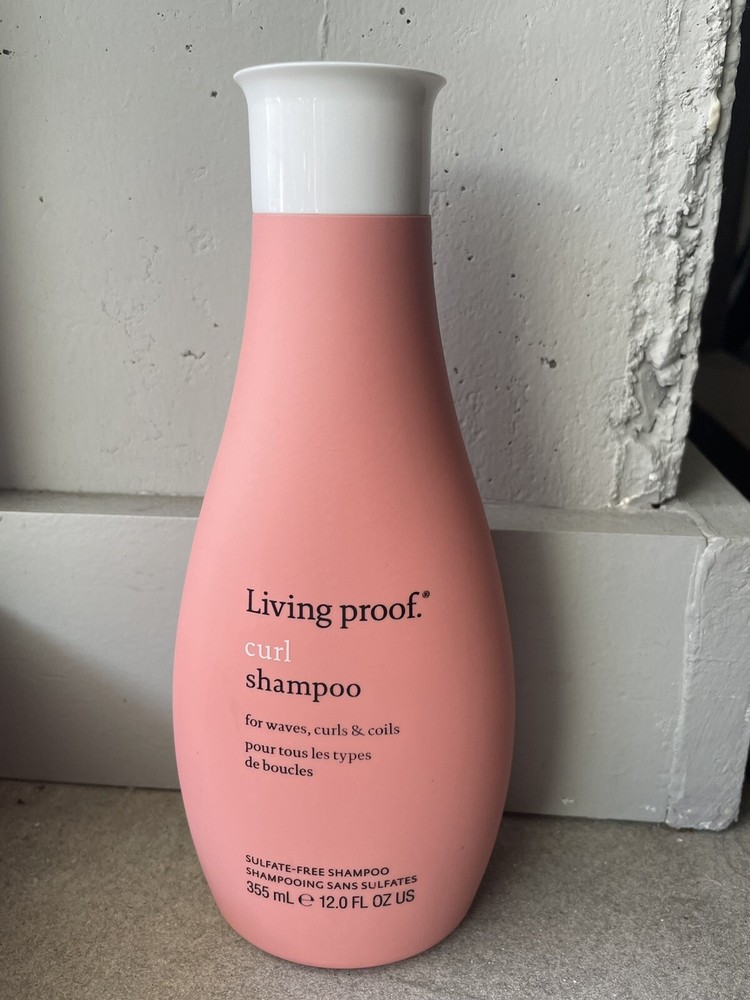 Living proof.®
curl
shampoo
for waves, curls & coils
pour tous les types
de boucles
SULFATE-FREE SHAMPOO
SHAMPOOING SANS SULFATES
355 mL ℮ 12.0 FL OZ US